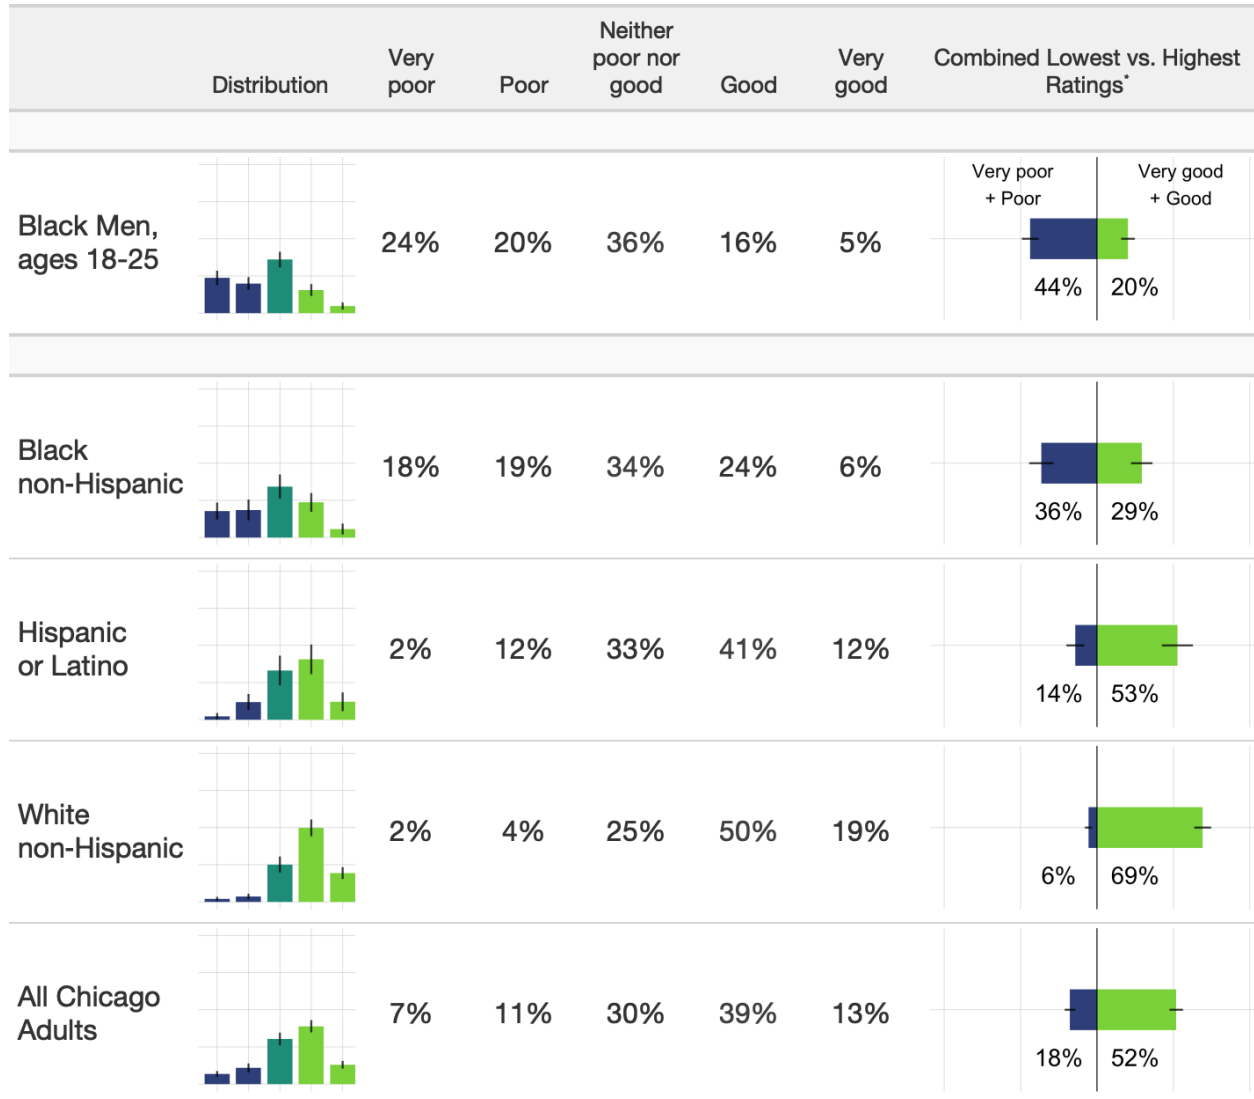 Distribution
Very
poor
Poor
Neither
poor nor
good
Good
Very
good
Combined Lowest vs. Highest
Ratings*
Black Men,
ages 18-25
24%
20%
36%
16%
5%
Very poor
+ Poor
Very good
+ Good
44%
20%
Black
non-Hispanic
18%
19%
34%
24%
6%
36%
29%
Hispanic
or Latino
2%
12%
33%
41%
12%
14%
53%
White
non-Hispanic
2%
4%
25%
50%
19%
6%
69%
All Chicago
Adults
7%
11%
30%
39%
13%
18%
52%